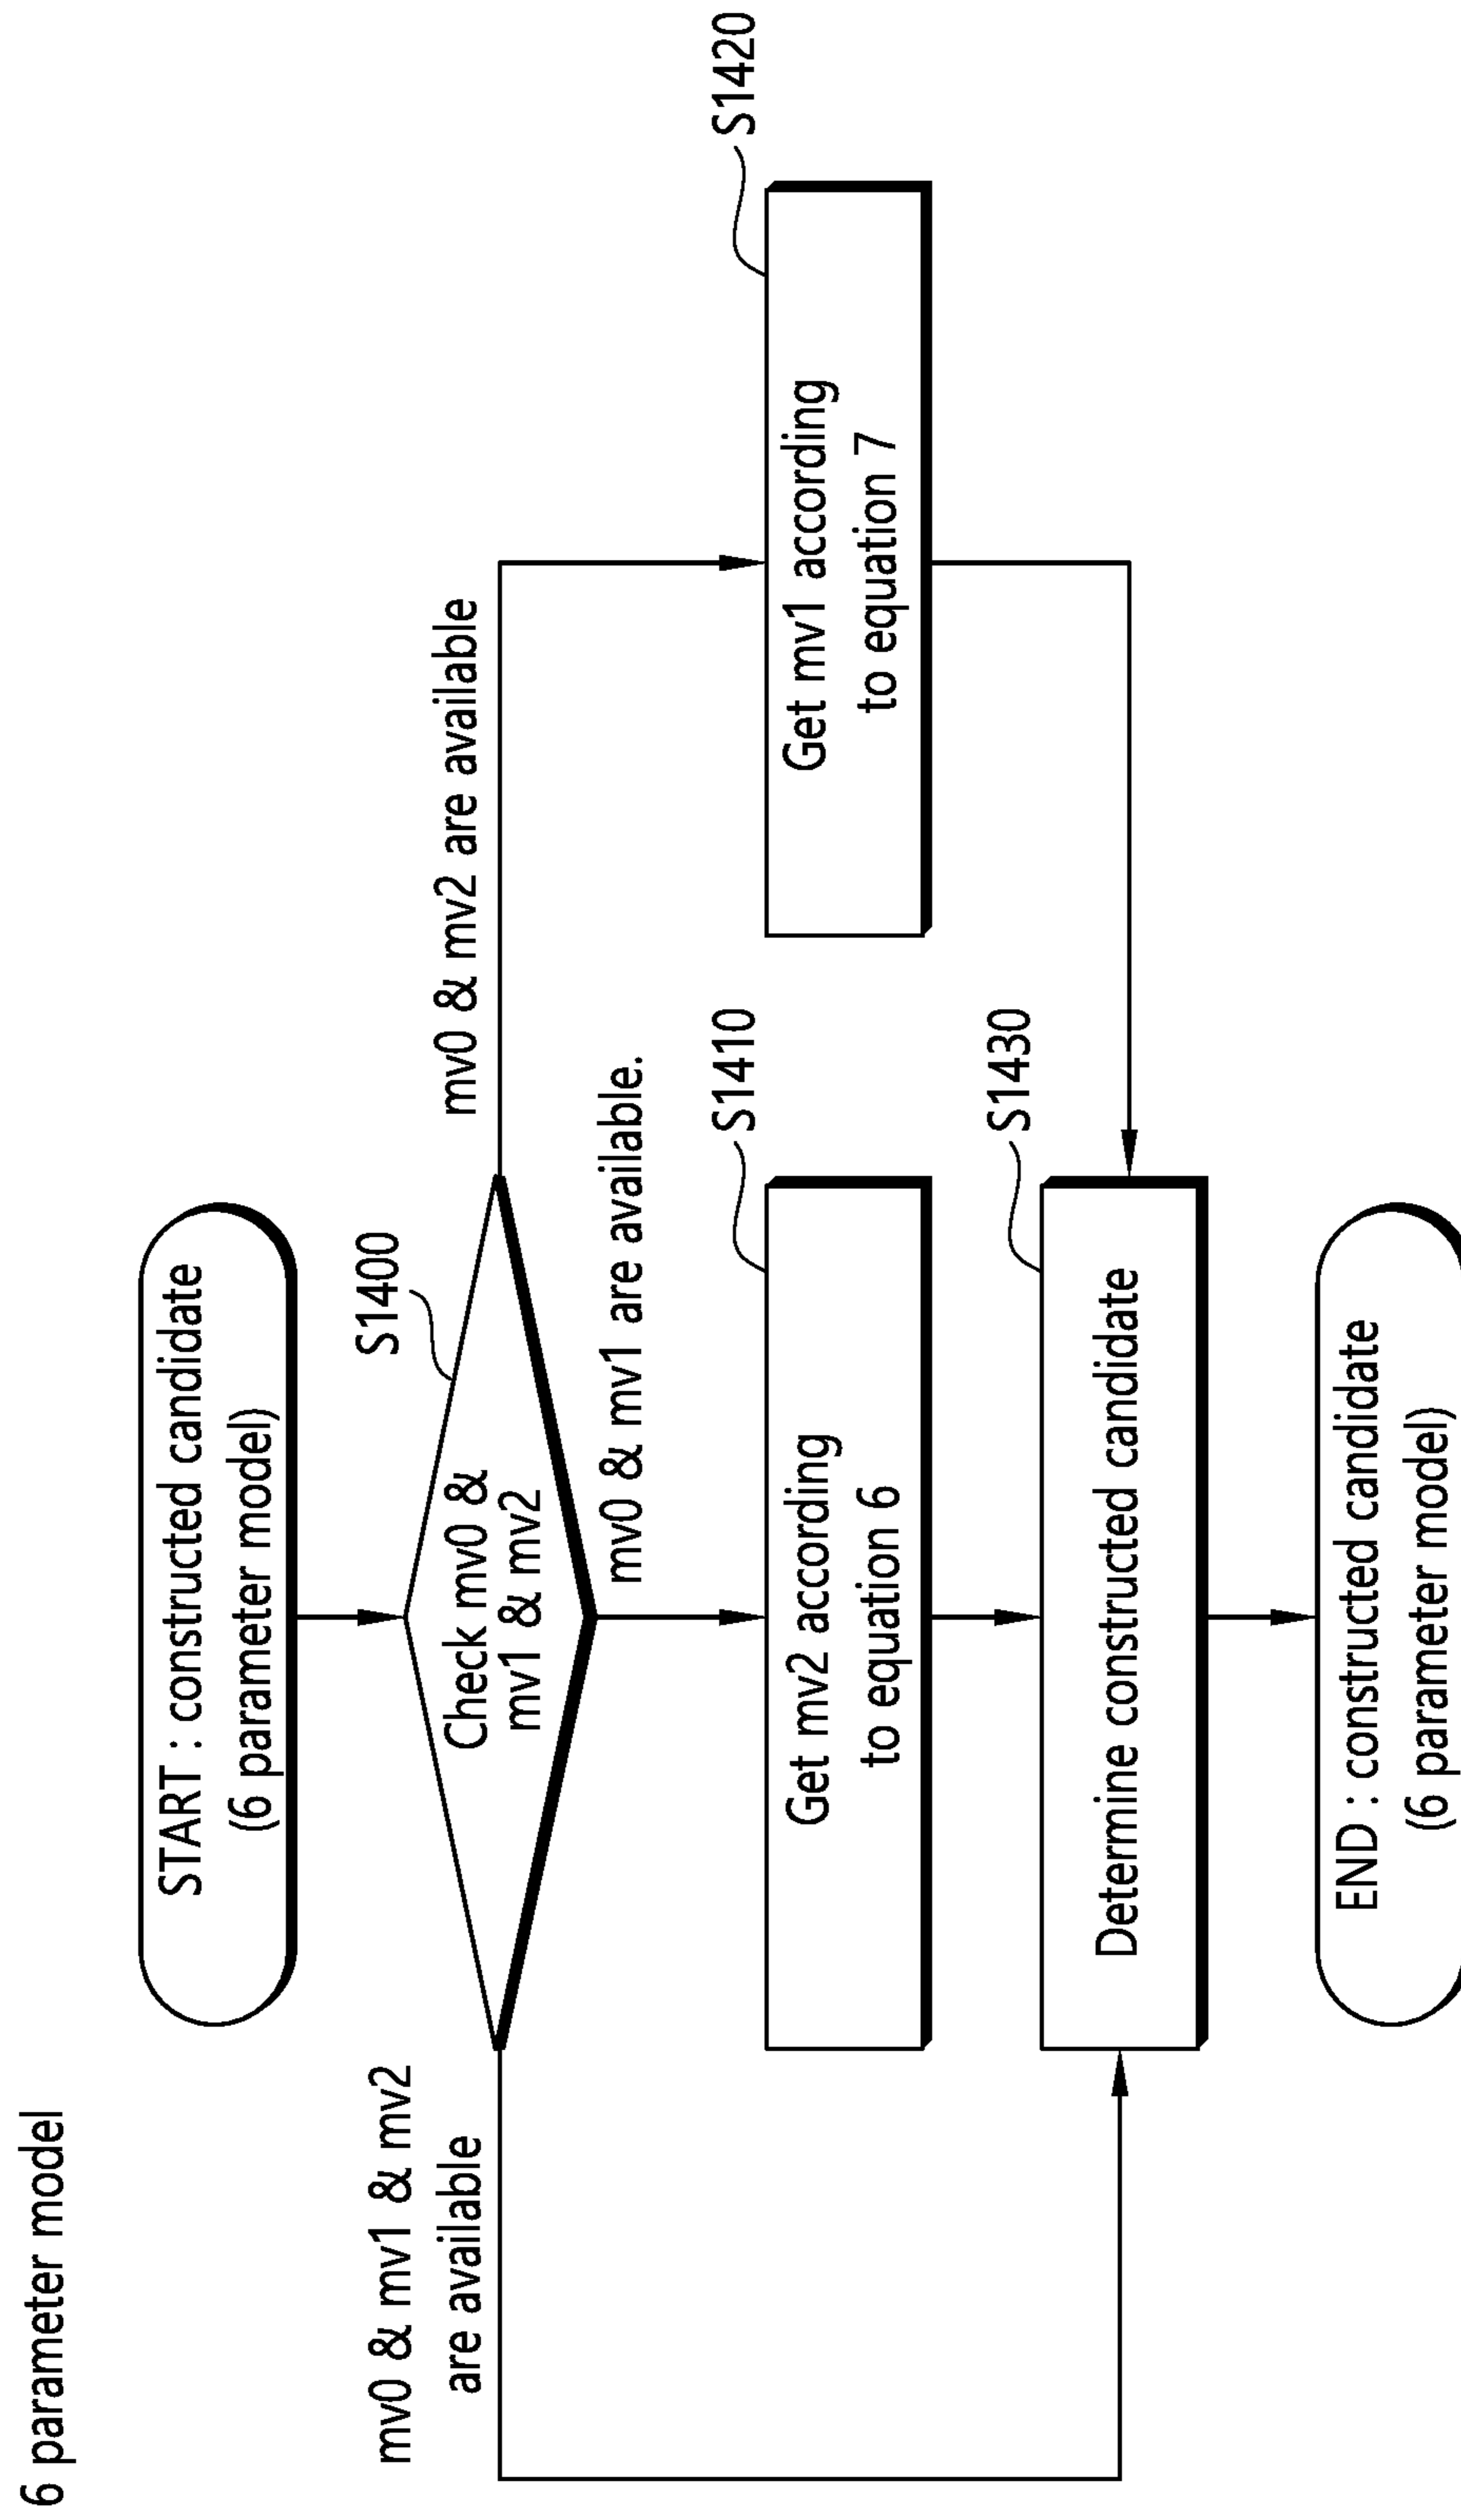 6 parameter model
START : constructed candidate
(6 parameter model)
S1400
Check mv0 &
mv1 & mv2
mv0 & mv1 & mv2
are available
mv0 & mv2 are available
mv0 & mv1 are available.
S1410
Get mv2 according
to equation 6
S1420
Get mv1 according
to equation 7
S1430
Determine constructed candidate
END : constructed candidate
(6 parameter model)